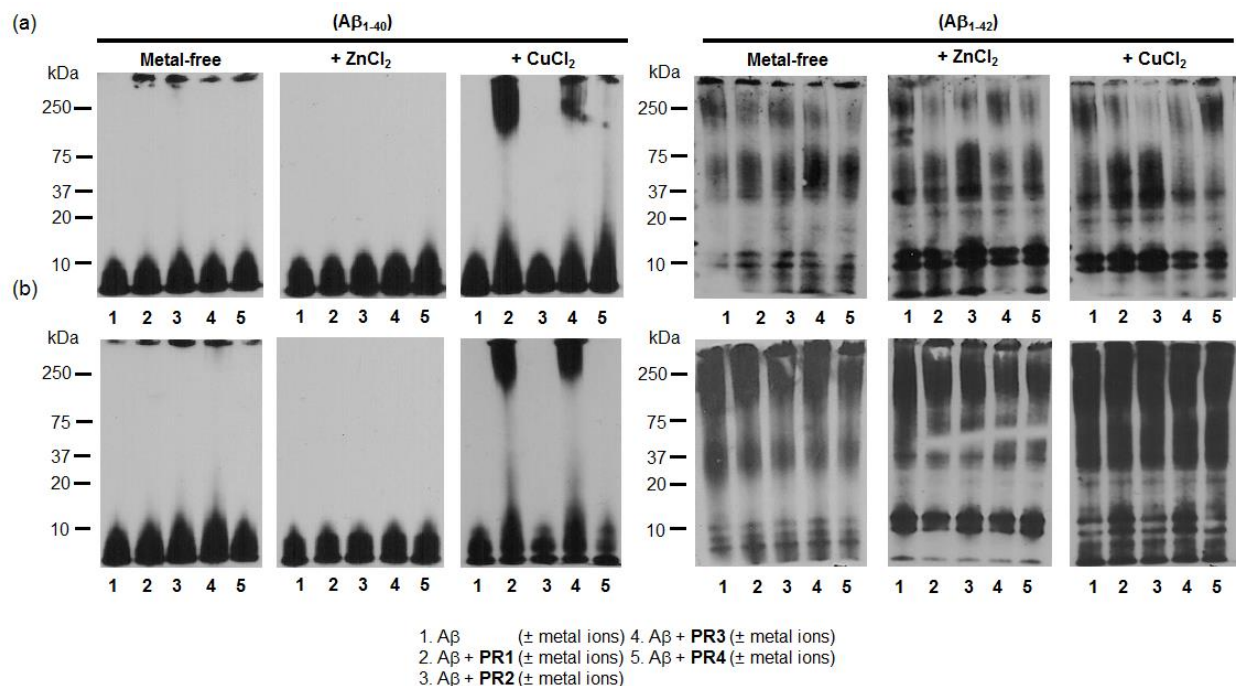 (a)
(Aβ1-40)
(Aβ1-42)
Metal-free
+ ZnCl2
+ CuCl2
Metal-free
+ ZnCl2
+ CuCl2
kDa
250
75
37
20
10
kDa
250
75
37
20
10
1 2 3 4 5
1 2 3 4 5
1 2 3 4 5
1 2 3 4 5
1 2 3 4 5
1 2 3 4 5
(b)
kDa
250
75
37
20
10
kDa
250
75
37
20
10
1 2 3 4 5
1 2 3 4 5
1 2 3 4 5
1 2 3 4 5
1 2 3 4 5
1 2 3 4 5
1. Aβ (± metal ions) 4. Aβ + PR3 (± metal ions)
2. Aβ + PR1 (± metal ions) 5. Aβ + PR4 (± metal ions)
3. Aβ + PR2 (± metal ions)